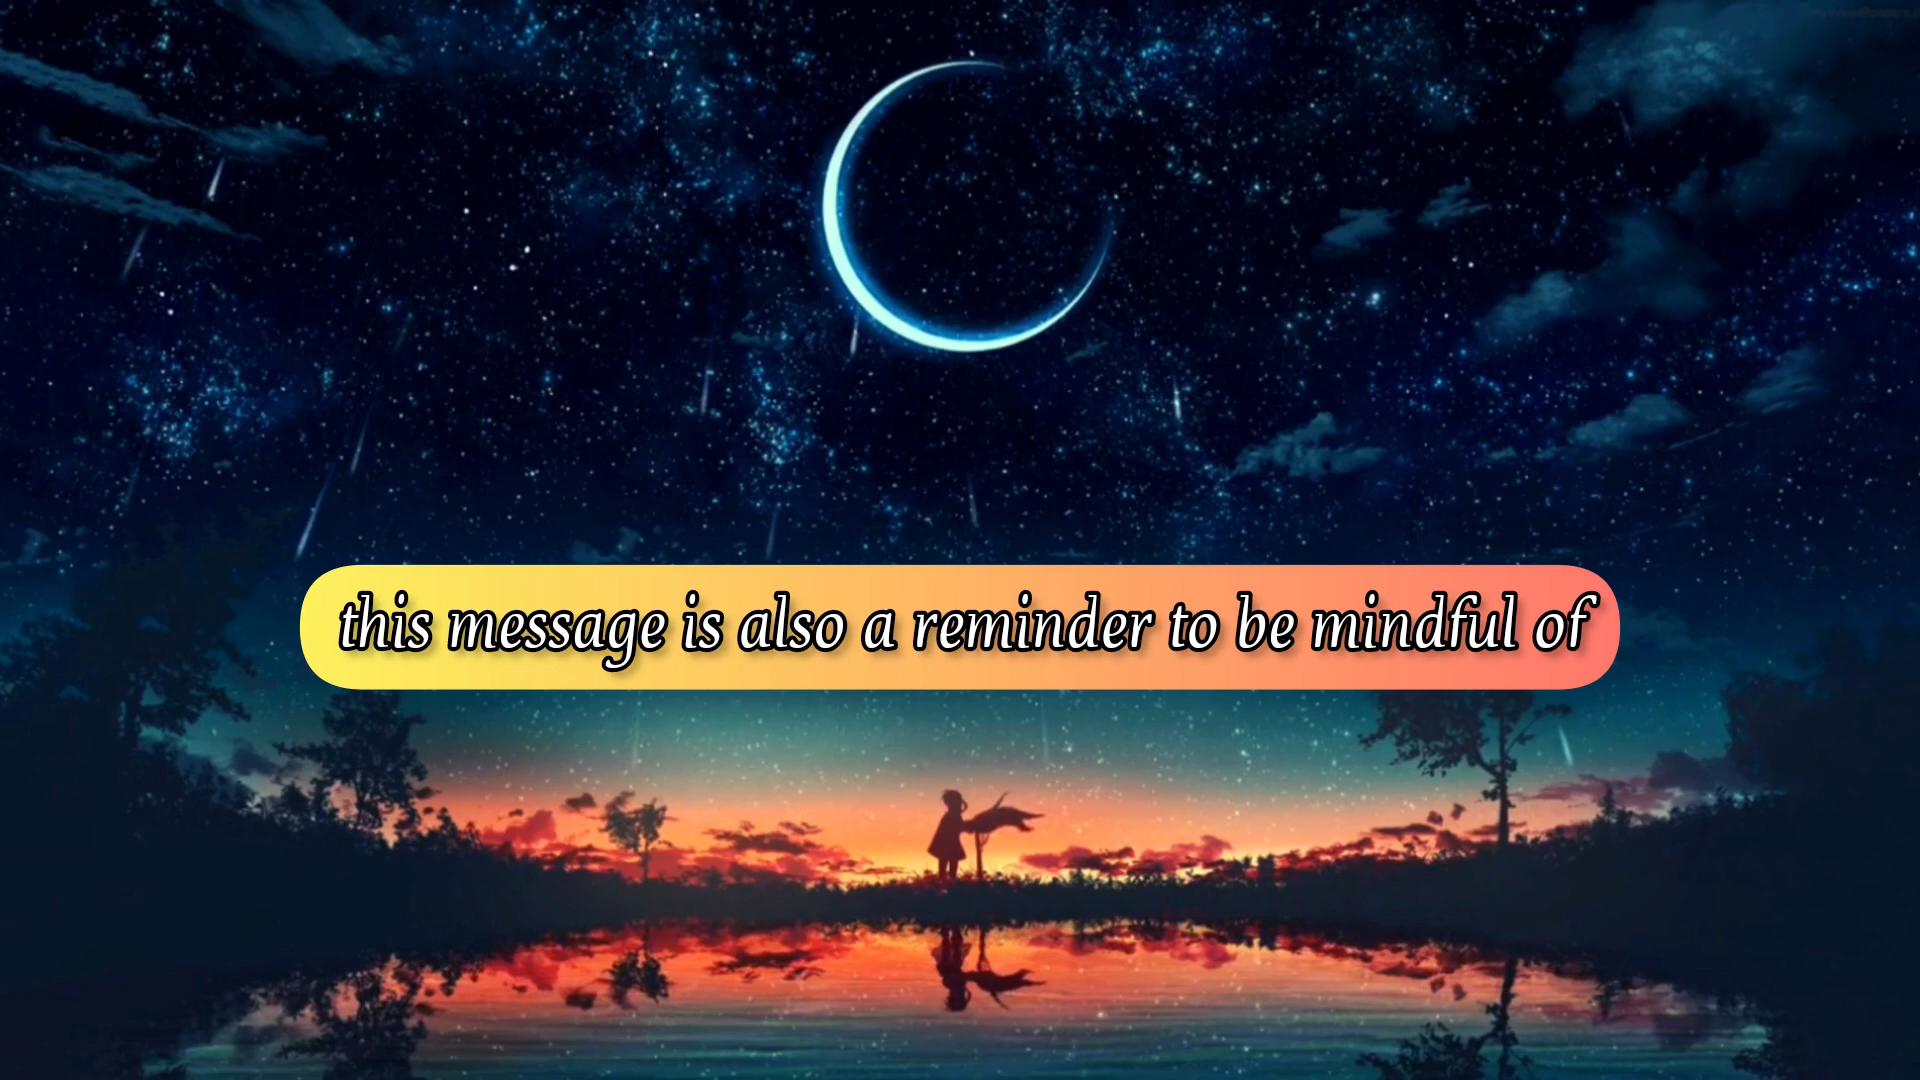 this message is also a reminder to be mindful of